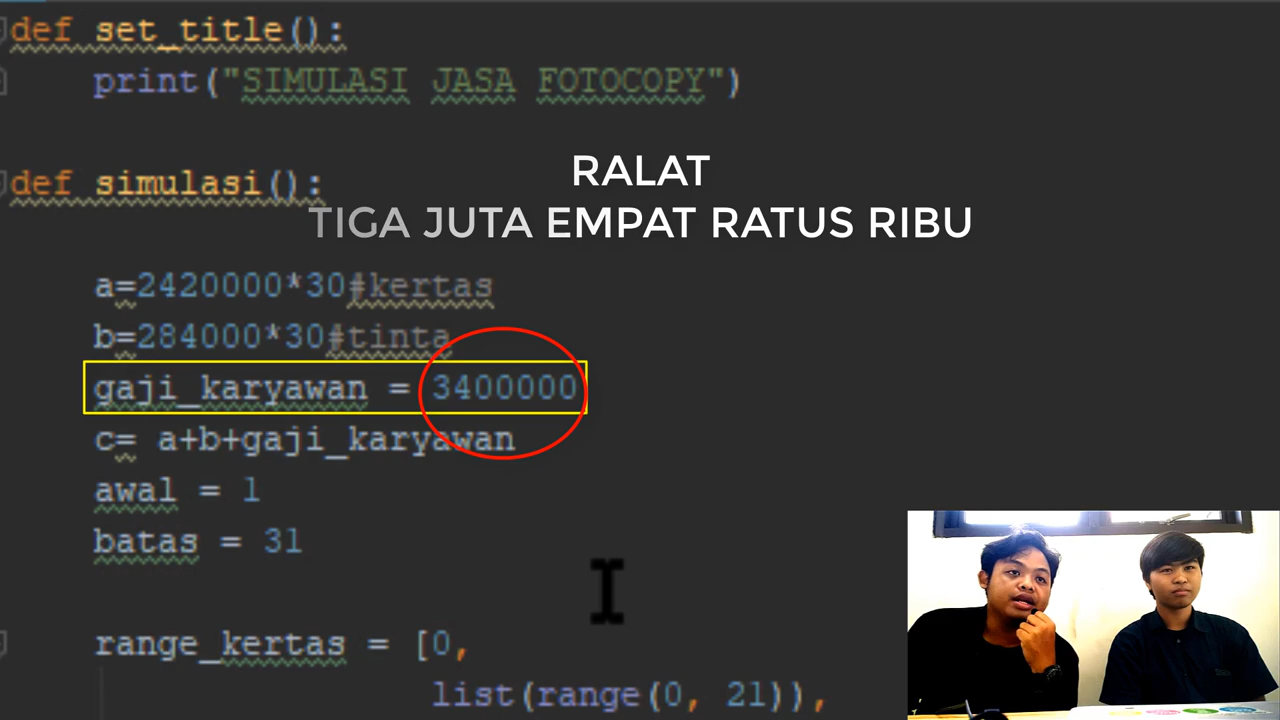 def set_title():
print("SIMULASI JASA FOTOCOPY")
def simulasi():
RALAT
TIGA JUTA EMPAT RATUS RIBU
a=2420000*30#kertas
b=284000*30#tinta
gaji_karyawan = 3400000
c= a+b+gaji_karyawan
awal = 1
batas = 31
range_kertas = [0,
list(range(0, 21)),